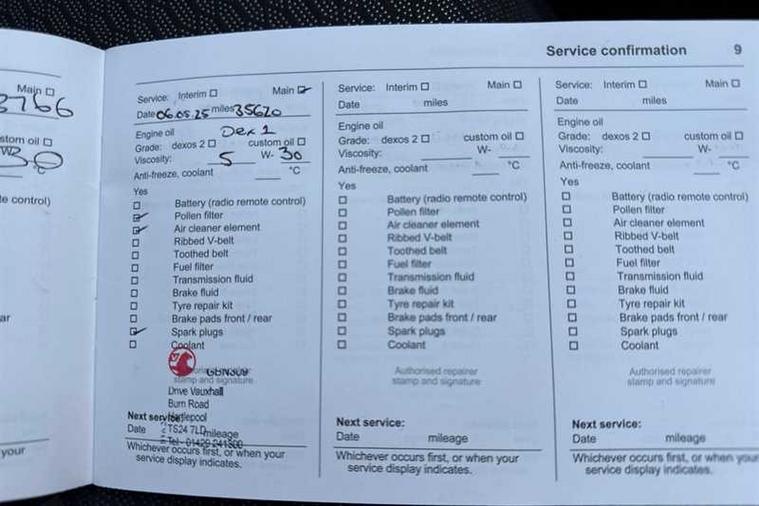 Service confirmation 9
Main
3766
stom oil
W30
°C
te control)
ar
your
Service: Interim Main
Date 06.05.25 miles 35620
Engine oil Dex 1
Grade: dexos 2 custom oil
Viscosity: 5 W- 30
Anti-freeze, coolant °C
Yes
Battery (radio remote control)
Pollen filter
Air cleaner element
Ribbed V-belt
Toothed belt
Fuel filter
Transmission fluid
Brake fluid
Tyre repair kit
Brake pads front / rear
Spark plugs
Coolant
stamp and signature
Drive Vauxhall
Burn Road
Next service:
Hartlepool
Date TS24 7LD mileage
Whichever occurs first, or when your
service display indicates.
Service: Interim Main
Date miles
Engine oil
Grade: dexos 2 custom oil
Viscosity: W-
Anti-freeze, coolant °C
Yes
Battery (radio remote control)
Pollen filter
Air cleaner element
Ribbed V-belt
Toothed belt
Fuel filter
Transmission fluid
Brake fluid
Tyre repair kit
Brake pads front / rear
Spark plugs
Coolant
Authorised repairer
stamp and signature
Next service:
Date mileage
Whichever occurs first, or when your
service display indicates.
Service: Interim Main
Date miles
Engine oil
Grade: dexos 2 custom oil
Viscosity: W-
Anti-freeze, coolant °C
Yes
Battery (radio remote control)
Pollen filter
Air cleaner element
Ribbed V-belt
Toothed belt
Fuel filter
Transmission fluid
Brake fluid
Tyre repair kit
Brake pads front / rear
Spark plugs
Coolant
Authorised repairer
stamp and signature
Next service:
Date mileage
Whichever occurs first, or when your
service display indicates.